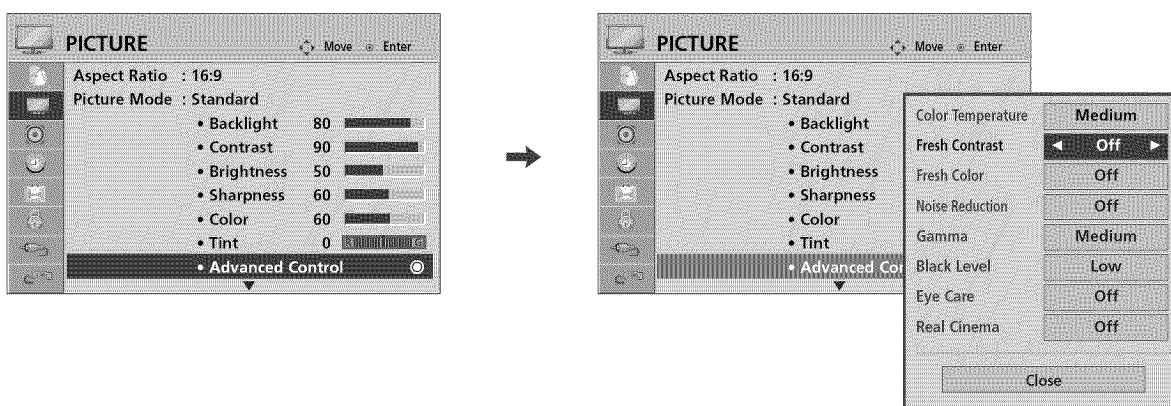 PICTURE Move Enter
Aspect Ratio : 16:9
Picture Mode : Standard
• Backlight 80
• Contrast 90
• Brightness 50
• Sharpness 60
• Color 60
• Tint 0 R G
• Advanced Control
PICTURE Move Enter
Aspect Ratio : 16:9
Picture Mode : Standard
• Backlight
• Contrast
• Brightness
• Sharpness
• Color
• Tint
• Advanced Con
Color Temperature Medium
Fresh Contrast Off
Fresh Color Off
Noise Reduction Off
Gamma Medium
Black Level Low
Eye Care Off
Real Cinema Off
Close